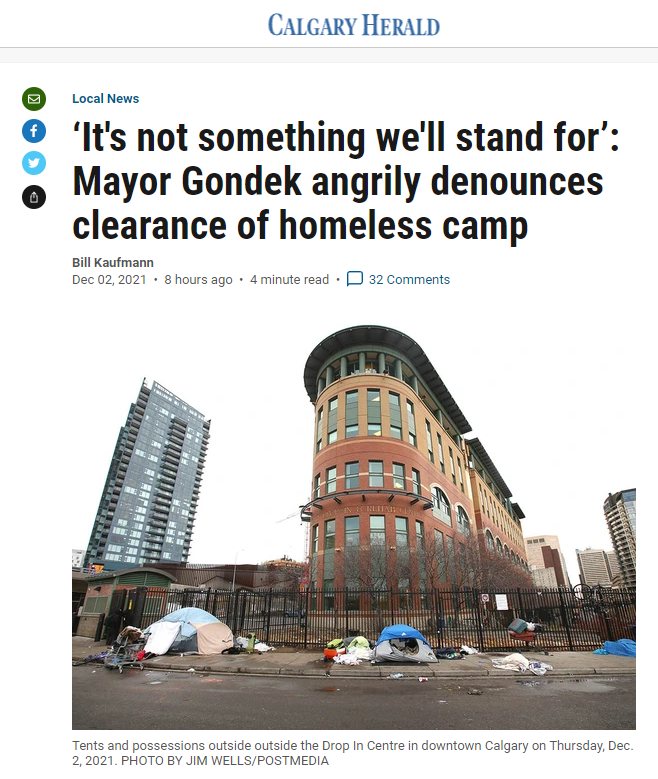 CALGARY HERALD
Local News
‘It's not something we'll stand for’:
Mayor Gondek angrily denounces
clearance of homeless camp
Bill Kaufmann
Dec 02, 2021 • 8 hours ago • 4 minute read • 32 Comments
Tents and possessions outside outside the Drop In Centre in downtown Calgary on Thursday, Dec.
2, 2021. PHOTO BY JIM WELLS/POSTMEDIA